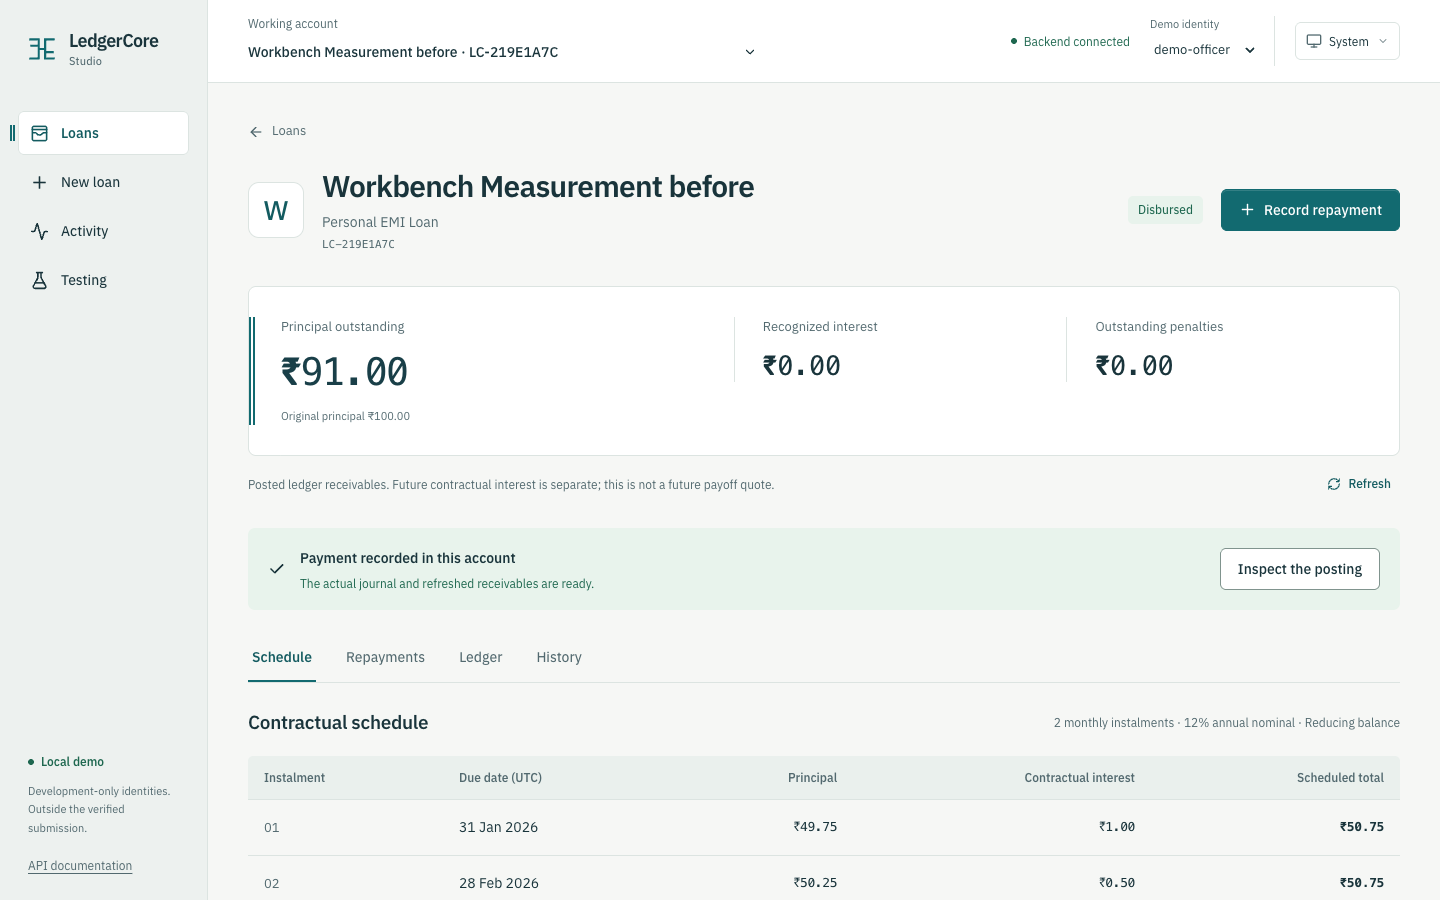 LedgerCore
Studio
Loans
New loan
Activity
Testing
Local demo
Development-only identities.
Outside the verified
submission.
API documentation
Working account
Workbench Measurement before · LC-219E1A7C
Backend connected
Demo identity
demo-officer
System
Loans
W
Workbench Measurement before
Personal EMI Loan
LC-219E1A7C
Disbursed
Record repayment
Principal outstanding
₹91.00
Original principal ₹100.00
Recognized interest
₹0.00
Outstanding penalties
₹0.00
Posted ledger receivables. Future contractual interest is separate; this is not a future payoff quote.
Refresh
Payment recorded in this account
The actual journal and refreshed receivables are ready.
Inspect the posting
Schedule Repayments Ledger History
Contractual schedule
2 monthly instalments · 12% annual nominal · Reducing balance
Instalment Due date (UTC) Principal Contractual interest Scheduled total
01 31 Jan 2026 ₹49.75 ₹1.00 ₹50.75
02 28 Feb 2026 ₹50.25 ₹0.50 ₹50.75